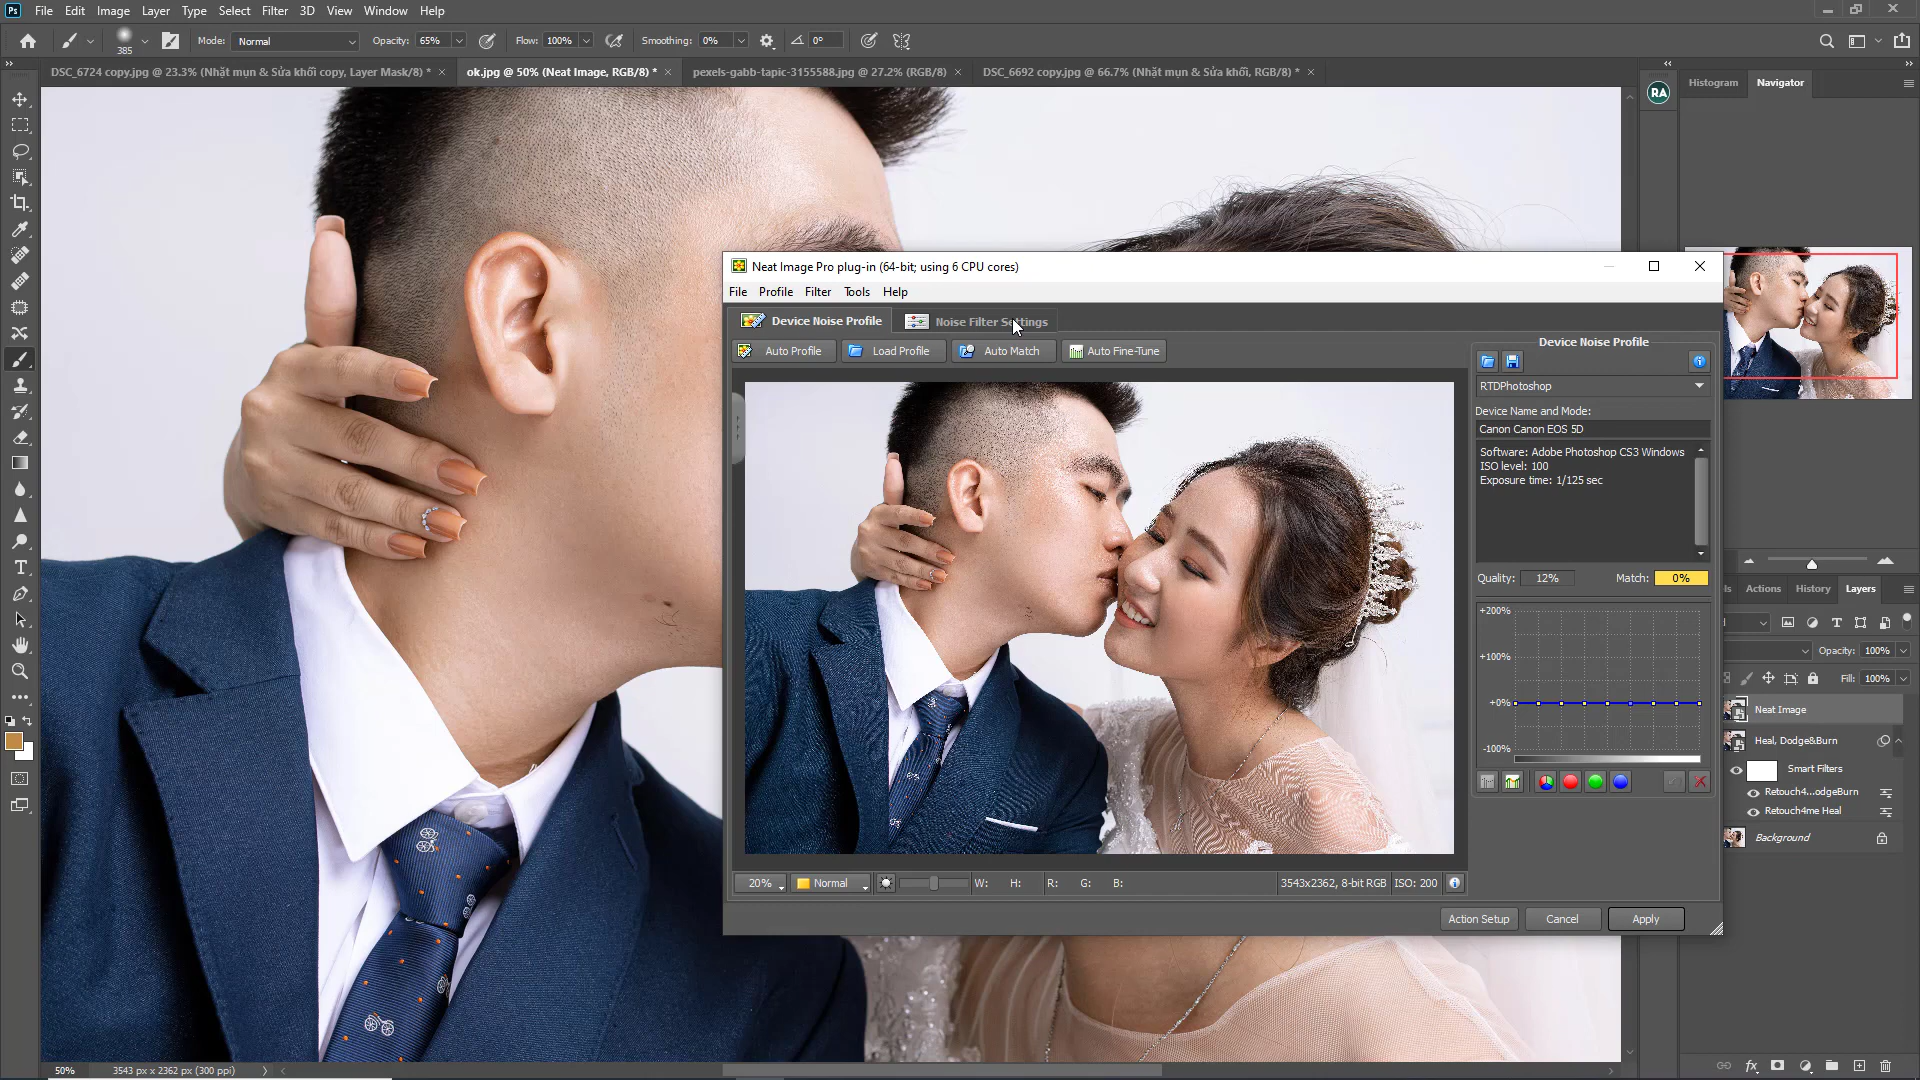 Ps File Edit Image Layer Type Select Filter 3D View Window Help
385 Mode: Normal Opacity: 65% Flow: 100% Smoothing: 0% 0°
DSC_6724 copy.jpg @ 23.3% (Nhặt mụn & Sửa khối copy, Layer Mask/8) * × ok.jpg @ 50% (Neat Image, RGB/8) * × pexels-gabb-tapic-3155588.jpg @ 27.2% (RGB/8) × DSC_6692 copy.jpg @ 66.7% (Nhặt mụn & Sửa khối, RGB/8) * ×
RA
Histogram Navigator
Neat Image Pro plug-in (64-bit; using 6 CPU cores)
File Profile Filter Tools Help
Device Noise Profile Noise Filter Settings
Auto Profile Load Profile Auto Match Auto Fine-Tune
Device Noise Profile
RTDPhotoshop
Device Name and Mode:
Canon Canon EOS 5D
Software: Adobe Photoshop CS3 Windows
ISO level: 100
Exposure time: 1/125 sec
Quality: 12% Match: 0%
+200%
+100%
+0%
-100%
20% Normal W: H: R: G: B: 3543x2362, 8-bit RGB ISO: 200
Action Setup Cancel Apply
Actions History Layers
Opacity: 100%
Fill: 100%
Neat Image
Heal, Dodge&Burn
Smart Filters
Retouch4...odgeBurn
Retouch4me Heal
Background
fx
50% 3543 px x 2362 px (300 ppi)